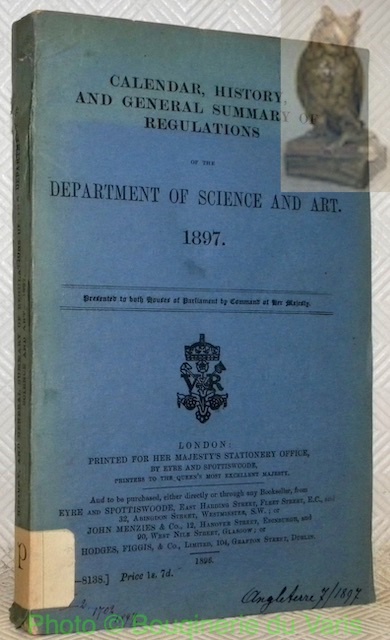 CALENDAR, HISTORY,
AND GENERAL SUMMARY OF
REGULATIONS
OF THE
DEPARTMENT OF SCIENCE AND ART.
1897.
Presented to both Houses of Parliament by Command of Her Majesty.
V R
LONDON:
PRINTED FOR HER MAJESTY'S STATIONERY OFFICE,
BY EYRE AND SPOTTISWOODE,
PRINTERS TO THE QUEEN'S MOST EXCELLENT MAJESTY.
And to be purchased, either directly or through any Bookseller, from
EYRE AND SPOTTISWOODE, EAST HARDING STREET, FLEET STREET, E.C., and
32, ABINGDON STREET, WESTMINSTER, S.W.; or
JOHN MENZIES & Co., 12, HANOVER STREET, EDINBURGH, and
90, WEST NILE STREET, GLASGOW; or
HODGES, FIGGIS, & Co., LIMITED, 104, GRAFTON STREET, DUBLIN.
—8138.] Price 1s. 7d.
P
Angleterre 7/1897
Photo © Bouquinerie du Varis